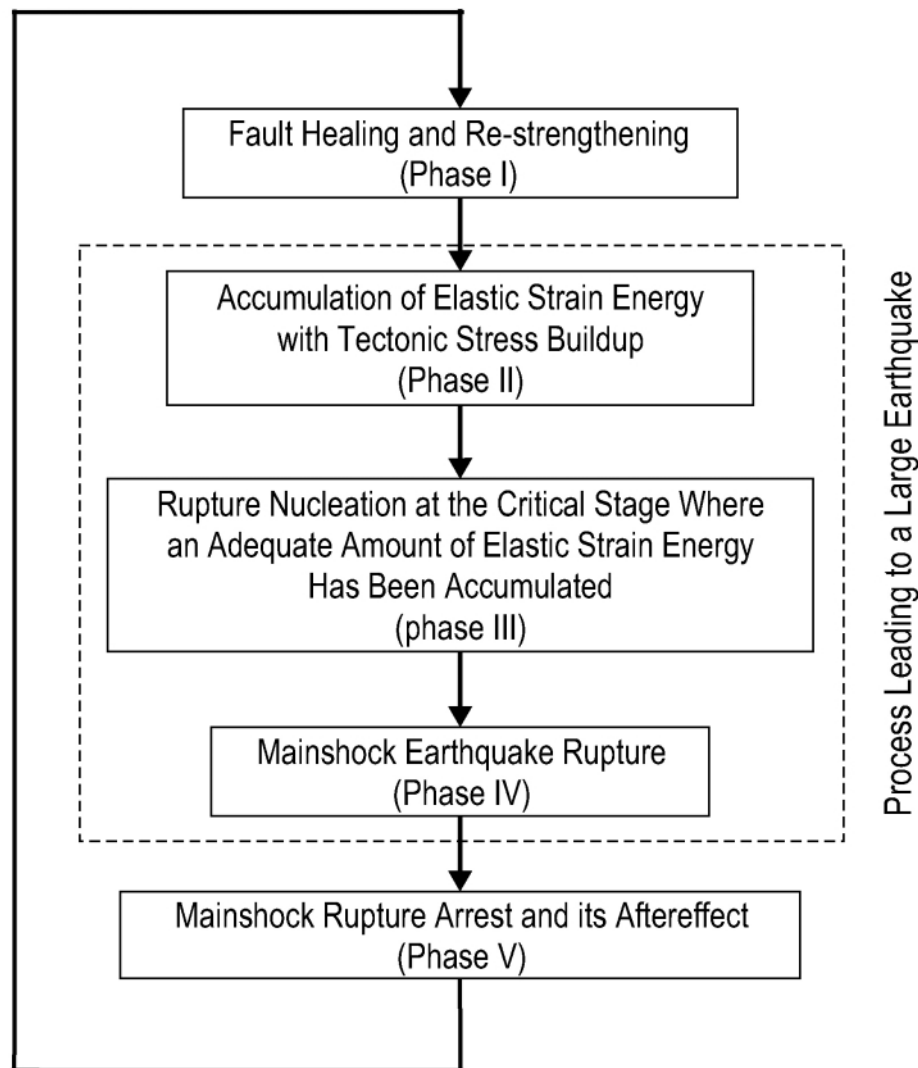 Fault Healing and Re-strengthening
(Phase I)
Accumulation of Elastic Strain Energy
with Tectonic Stress Buildup
(Phase II)
Rupture Nucleation at the Critical Stage Where
an Adequate Amount of Elastic Strain Energy
Has Been Accumulated
(phase III)
Mainshock Earthquake Rupture
(Phase IV)
Mainshock Rupture Arrest and its Aftereffect
(Phase V)
Process Leading to a Large Earthquake